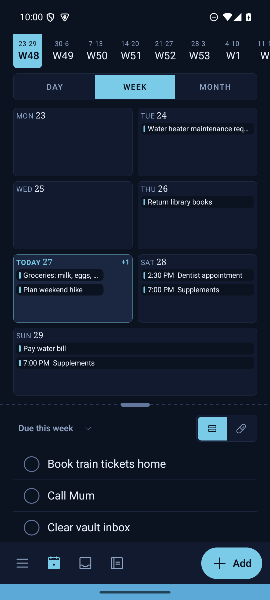 10:00
23-29 30-6 7-13 14-20 21-27 28-3 4-10 11-1
W48 W49 W50 W51 W52 W53 W1 W
DAY WEEK MONTH
MON 23
TUE 24
Water heater maintenance req...
WED 25
THU 26
Return library books
TODAY 27 +1
Groceries: milk, eggs, ...
Plan weekend hike
SAT 28
2:30 PM Dentist appointment
7:00 PM Supplements
SUN 29
Pay water bill
7:00 PM Supplements
Due this week
Book train tickets home
Call Mum
Clear vault inbox
Add